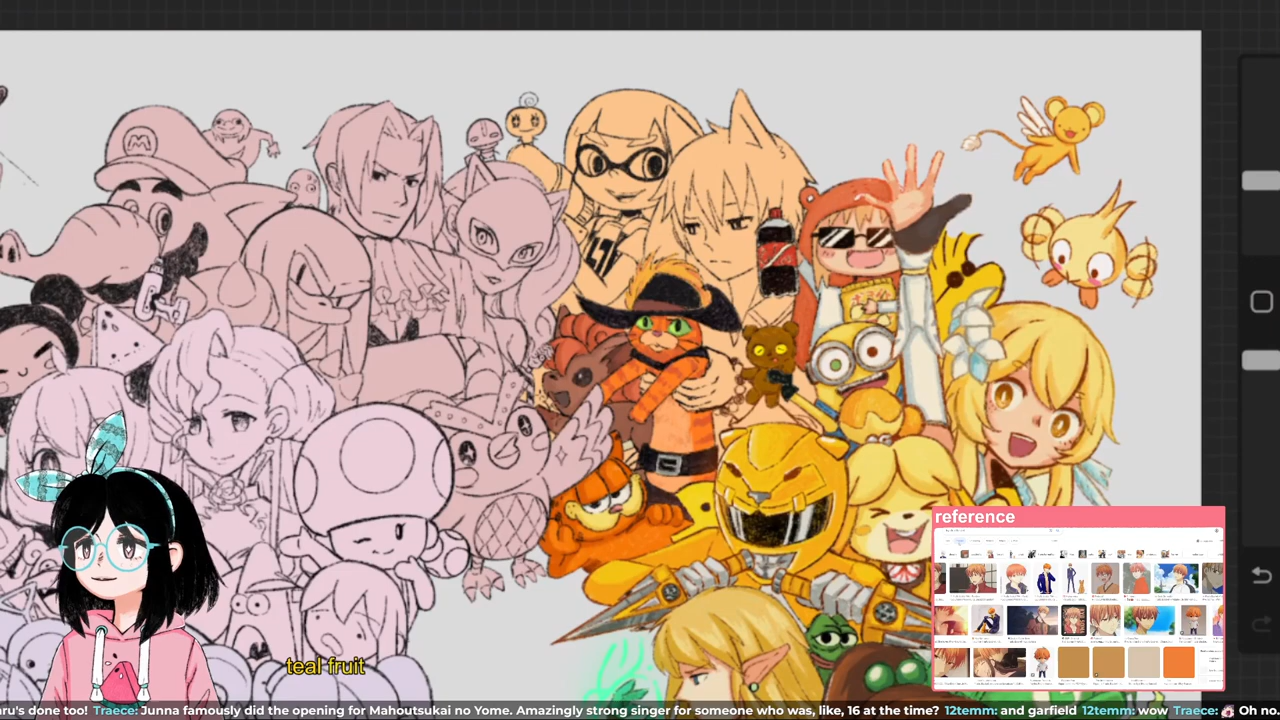 M
reference
teal fruit
aru's done too! Traece: Junna famously did the opening for Mahoutsukai no Yome. Amazingly strong singer for someone who was, like, 16 at the time? 12temm: and garfield 12temm: wow Traece: Oh no.